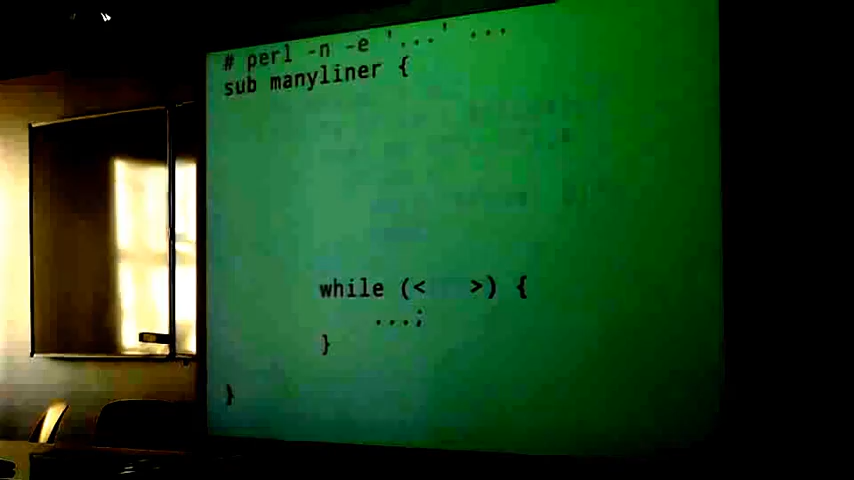 # perl -n -e '...' ...
sub manyliner {
while (< >) {
...;
}
}